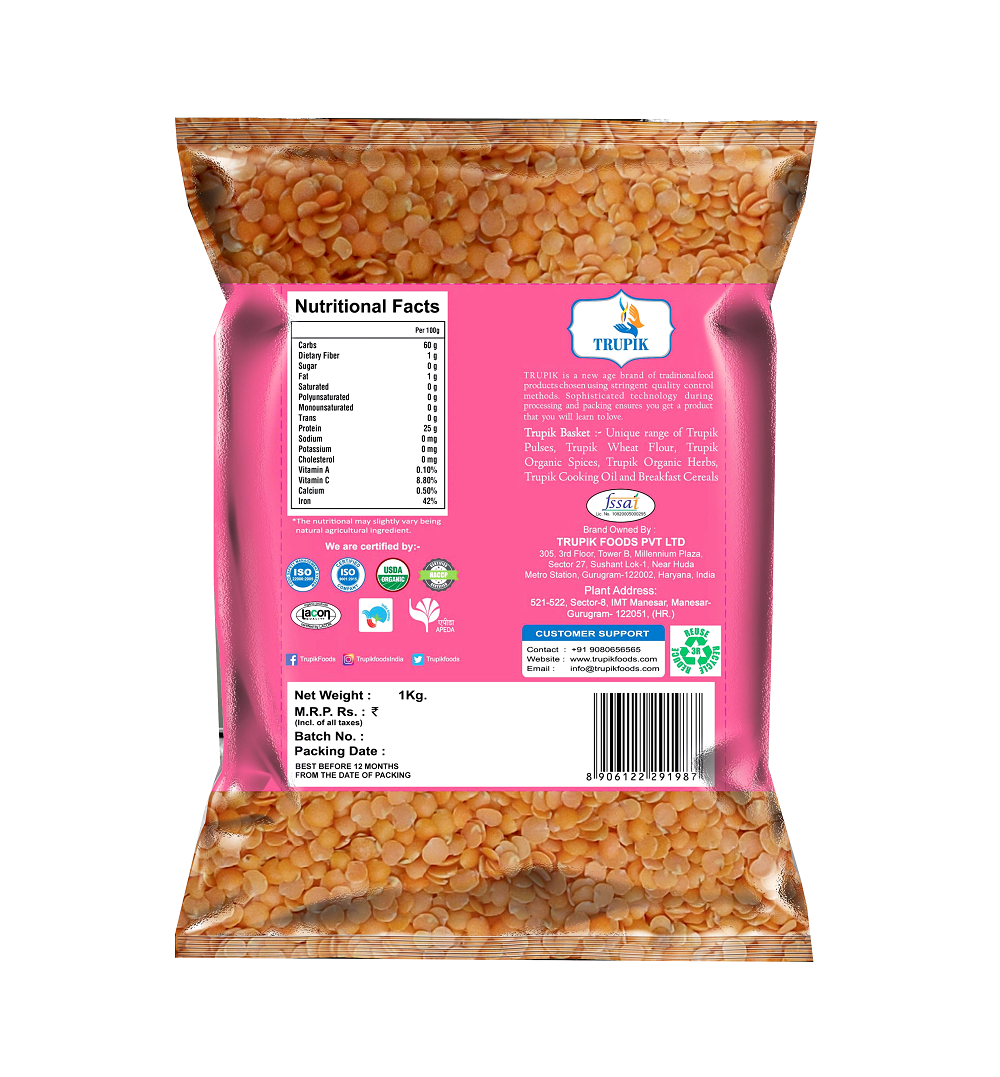 Nutritional Facts
Per 100g
Carbs 60 g
Dietary Fiber 1 g
Sugar 0 g
Fat 1 g
Saturated 0 g
Polyunsaturated 0 g
Monounsaturated 0 g
Trans 0 g
Protein 25 g
Sodium 0 mg
Potassium 0 mg
Cholesterol 0 mg
Vitamin A 0.10%
Vitamin C 8.80%
Calcium 0.50%
Iron 42%
*The nutritional may slightly vary being
natural agricultural ingredient.
We are certified by:-
ISO
22000:2005
CERTIFIED
ISO
9001:2015
COMPANY
USDA
ORGANIC
CERTIFIED
HACCP
lacon
QUALITY
एपीडा
APEDA
TrupikFoods TrupikfoodsIndia Trupikfoods
TRUPIK
TRUPIK is a new age brand of traditional food
products chosen using stringent quality control
methods. Sophisticated technology during
processing and packing ensures you get a product
that you will learn to love.
Trupik Basket :- Unique range of Trupik
Pulses, Trupik Wheat Flour, Trupik
Organic Spices, Trupik Organic Herbs,
Trupik Cooking Oil and Breakfast Cereals
fssai
Brand Owned By :
TRUPIK FOODS PVT LTD
305, 3rd Floor, Tower B, Millennium Plaza,
Sector 27, Sushant Lok-1, Near Huda
Metro Station, Gurugram-122002, Haryana, India
Plant Address:
521-522, Sector-8, IMT Manesar, Manesar-
Gurugram- 122051, (HR.)
CUSTOMER SUPPORT
Contact : +91 9080656565
Website : www.trupikfoods.com
Email : info@trupikfoods.com
REUSE
REDUCE
3R
RECYCLE
Net Weight : 1Kg.
M.R.P. Rs. : ₹
(Incl. of all taxes)
Batch No. :
Packing Date :
BEST BEFORE 12 MONTHS
FROM THE DATE OF PACKING
8 906122 291987